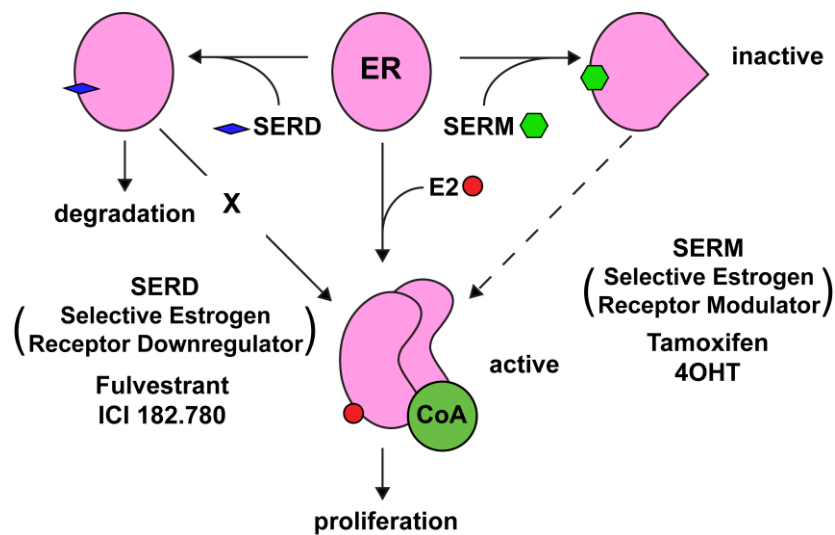 ER
inactive
SERD
SERM
E2
degradation
X
SERD
(Selective Estrogen
Receptor Downregulator)
Fulvestrant
ICI 182.780
SERM
(Selective Estrogen
Receptor Modulator)
Tamoxifen
4OHT
active
CoA
proliferation